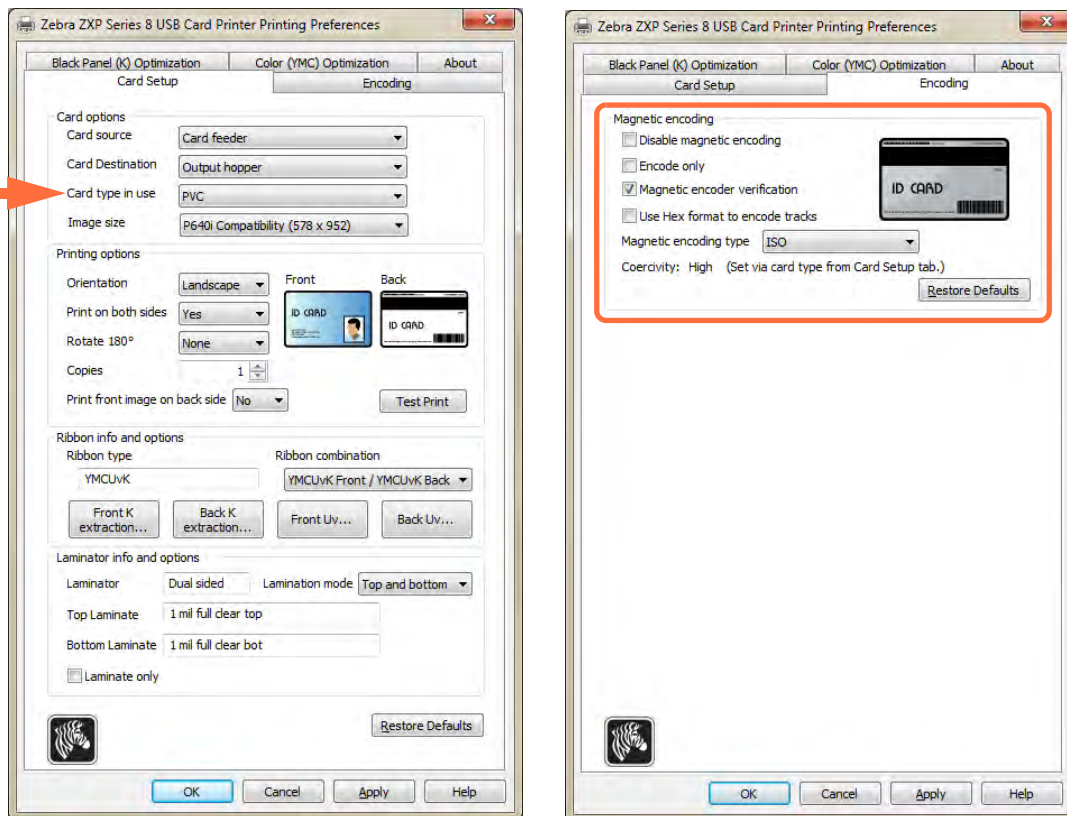 Zebra ZXP Series 8 USB Card Printer Printing Preferences
Black Panel (K) Optimization Color (YMC) Optimization About
Card Setup Encoding
Card options
Card source Card feeder
Card Destination Output hopper
Card type in use PVC
Image size P640i Compatibility (578 x 952)
Printing options
Orientation Landscape Front Back
Print on both sides Yes
ID CARD
ID CARD
Rotate 180° None
Copies 1
Print front image on back side No Test Print
Ribbon info and options
Ribbon type Ribbon combination
YMCUvK YMCUvK Front / YMCUvK Back
Front K extraction... Back K extraction... Front Uv... Back Uv...
Laminator info and options
Laminator Dual sided Lamination mode Top and bottom
Top Laminate 1 mil full clear top
Bottom Laminate 1 mil full clear bot
Laminate only
Restore Defaults
OK Cancel Apply Help
Zebra ZXP Series 8 USB Card Printer Printing Preferences
Black Panel (K) Optimization Color (YMC) Optimization About
Card Setup Encoding
Magnetic encoding
Disable magnetic encoding
Encode only
Magnetic encoder verification
ID CARD
Use Hex format to encode tracks
Magnetic encoding type ISO
Coercivity: High (Set via card type from Card Setup tab.)
Restore Defaults
OK Cancel Apply Help